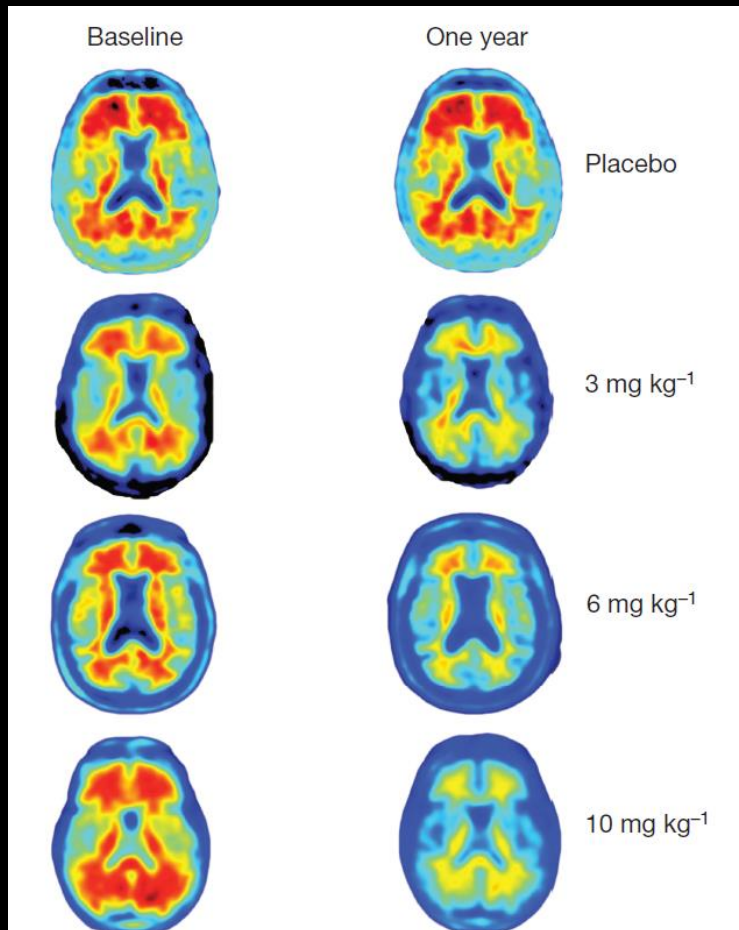 Baseline One year
Placebo
3 mg kg⁻¹
6 mg kg⁻¹
10 mg kg⁻¹